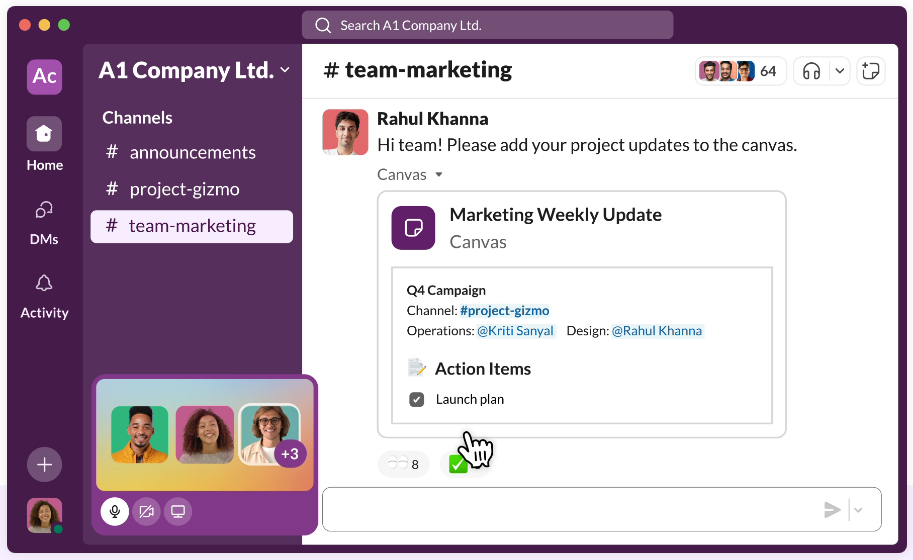 Search A1 Company Ltd.
Ac
A1 Company Ltd.
Home
DMs
Activity
Channels
# announcements
# project-gizmo
# team-marketing
+3
# team-marketing
64
Rahul Khanna
Hi team! Please add your project updates to the canvas.
Canvas
Marketing Weekly Update
Canvas
Q4 Campaign
Channel: #project-gizmo
Operations: @Kriti Sanyal Design: @Rahul Khanna
Action Items
Launch plan
8